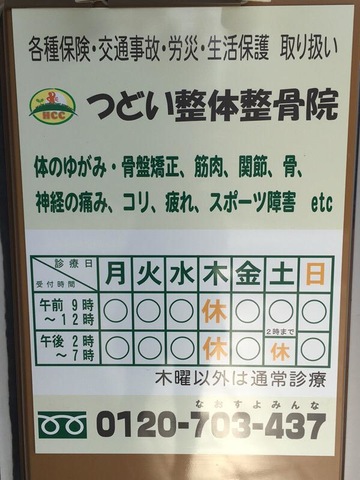 各種保険・交通事故・労災・生活保護 取り扱い
HCC
つどい整体整骨院
体のゆがみ・骨盤矯正、筋肉、関節、骨、
神経の痛み、コリ、疲れ、スポーツ障害 etc
診療日 月 火 水 木 金 土 日
受付時間
午前 9時 ～12時 ○ ○ ○ 休 ○ ○ ○
2時まで
午後 2時 ～7時 ○ ○ ○ 休 ○ 休 ○
木曜以外は通常診療
なおすよみんな
0120-703-437